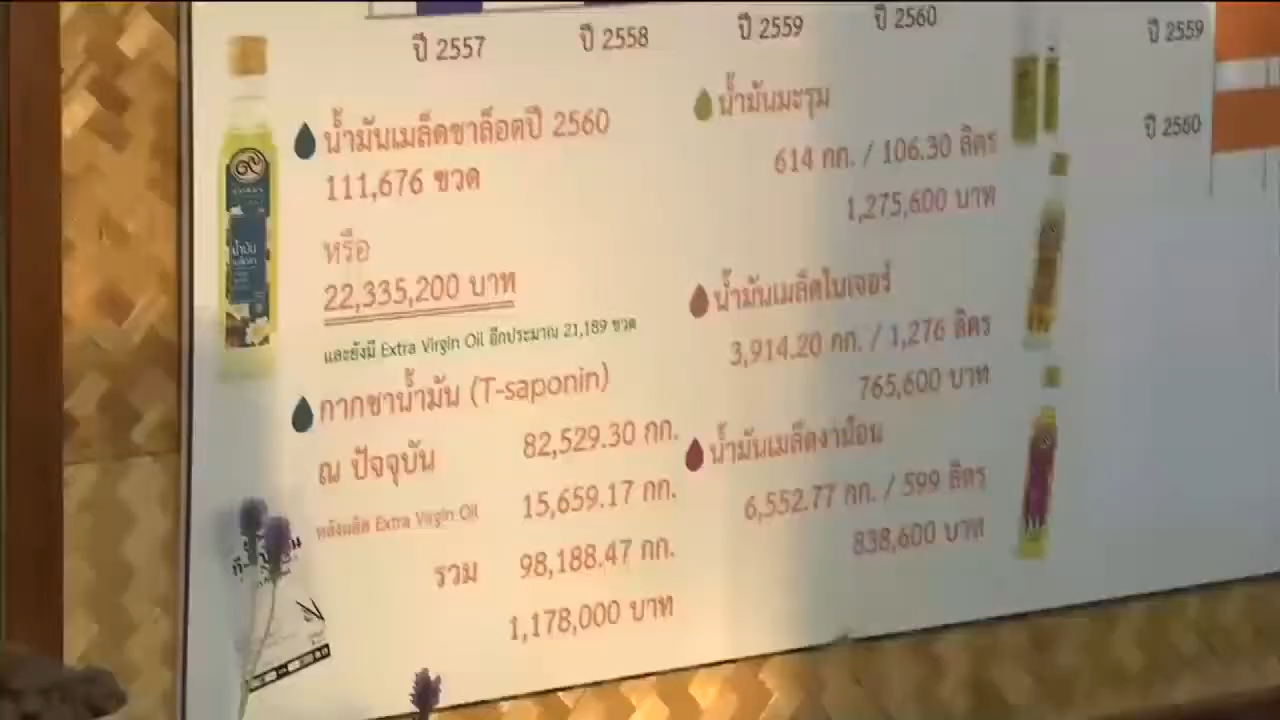 ปี 2557
ปี 2558
ปี 2559
ปี 2560
ปี 2559
ปี 2560
น้ำมันเมล็ดชาล็อตปี 2560
111,676 ขวด
หรือ
22,335,200 บาท
และยังมี Extra Virgin Oil อีกประมาณ 21,189 ขวด
กากชาน้ำมัน (T-saponin)
ณ ปัจจุบัน 82,529.30 กก.
หลังผลิต Extra Virgin Oil 15,659.17 กก.
รวม 98,188.47 กก.
1,178,000 บาท
น้ำมันมะรุม
614 กก. / 106.30 ลิตร
1,275,600 บาท
น้ำมันเมล็ดไนเจอร์
3,914.20 กก. / 1,276 ลิตร
765,600 บาท
น้ำมันเมล็ดงาม้อน
6,552.77 กก. / 599 ลิตร
838,600 บาท
น้ำมัน